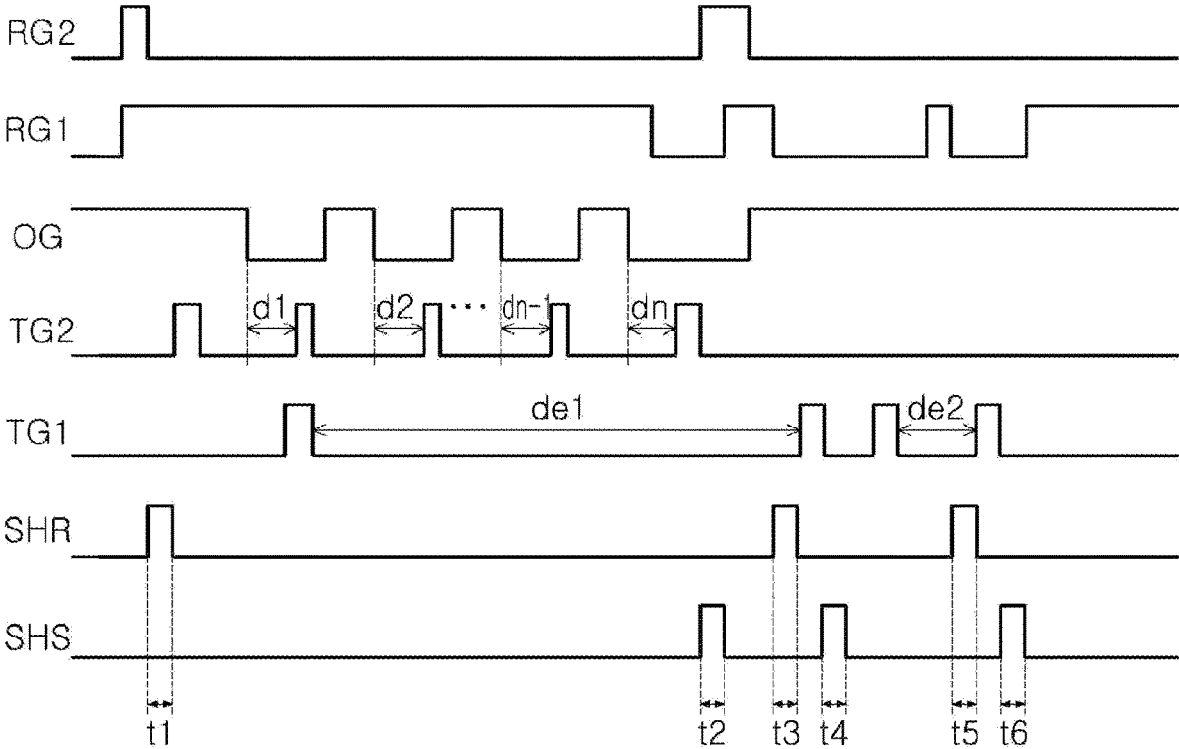 RG2
RG1
OG
TG2 d1 d2 ··· dn-1 dn
TG1 de1 de2
SHR
SHS
t1 t2 t3 t4 t5 t6